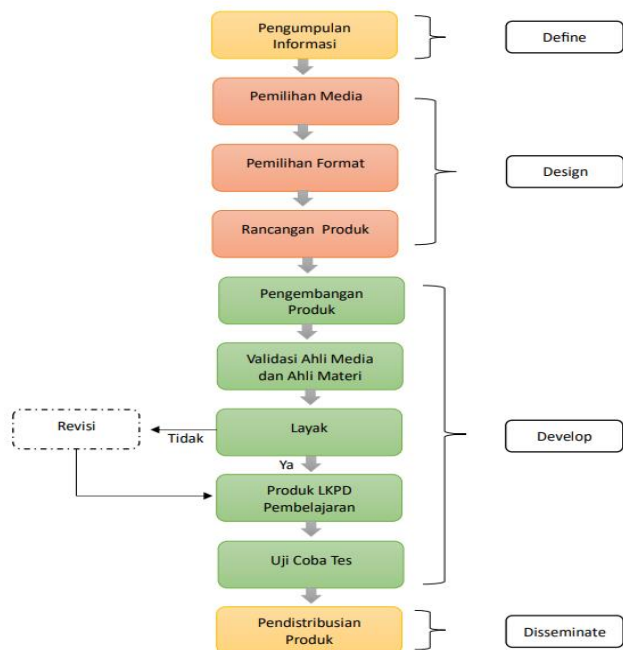 Pengumpulan
Informasi
Define
Pemilihan Media
Pemilihan Format
Design
Rancangan Produk
Pengembangan
Produk
Validasi Ahli Media
dan Ahli Materi
Revisi
Tidak
Layak
Develop
Ya
Produk LKPD
Pembelajaran
Uji Coba Tes
Pendistribusian
Produk
Disseminate